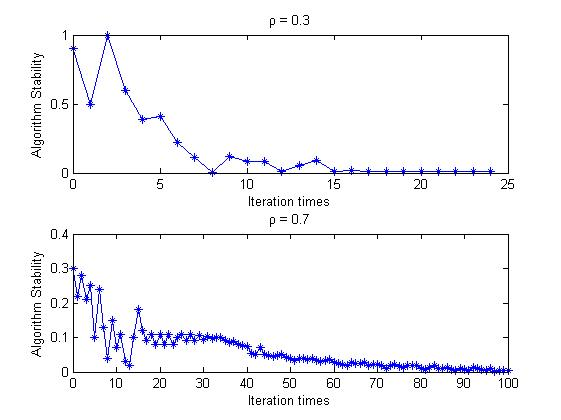 ρ = 0.3
1
0.5
0
Algorithm Stability
0 5 10 15 20 25
Iteration times
ρ = 0.7
0.4
0.3
0.2
0.1
0
Algorithm Stability
0 10 20 30 40 50 60 70 80 90 100
Iteration times